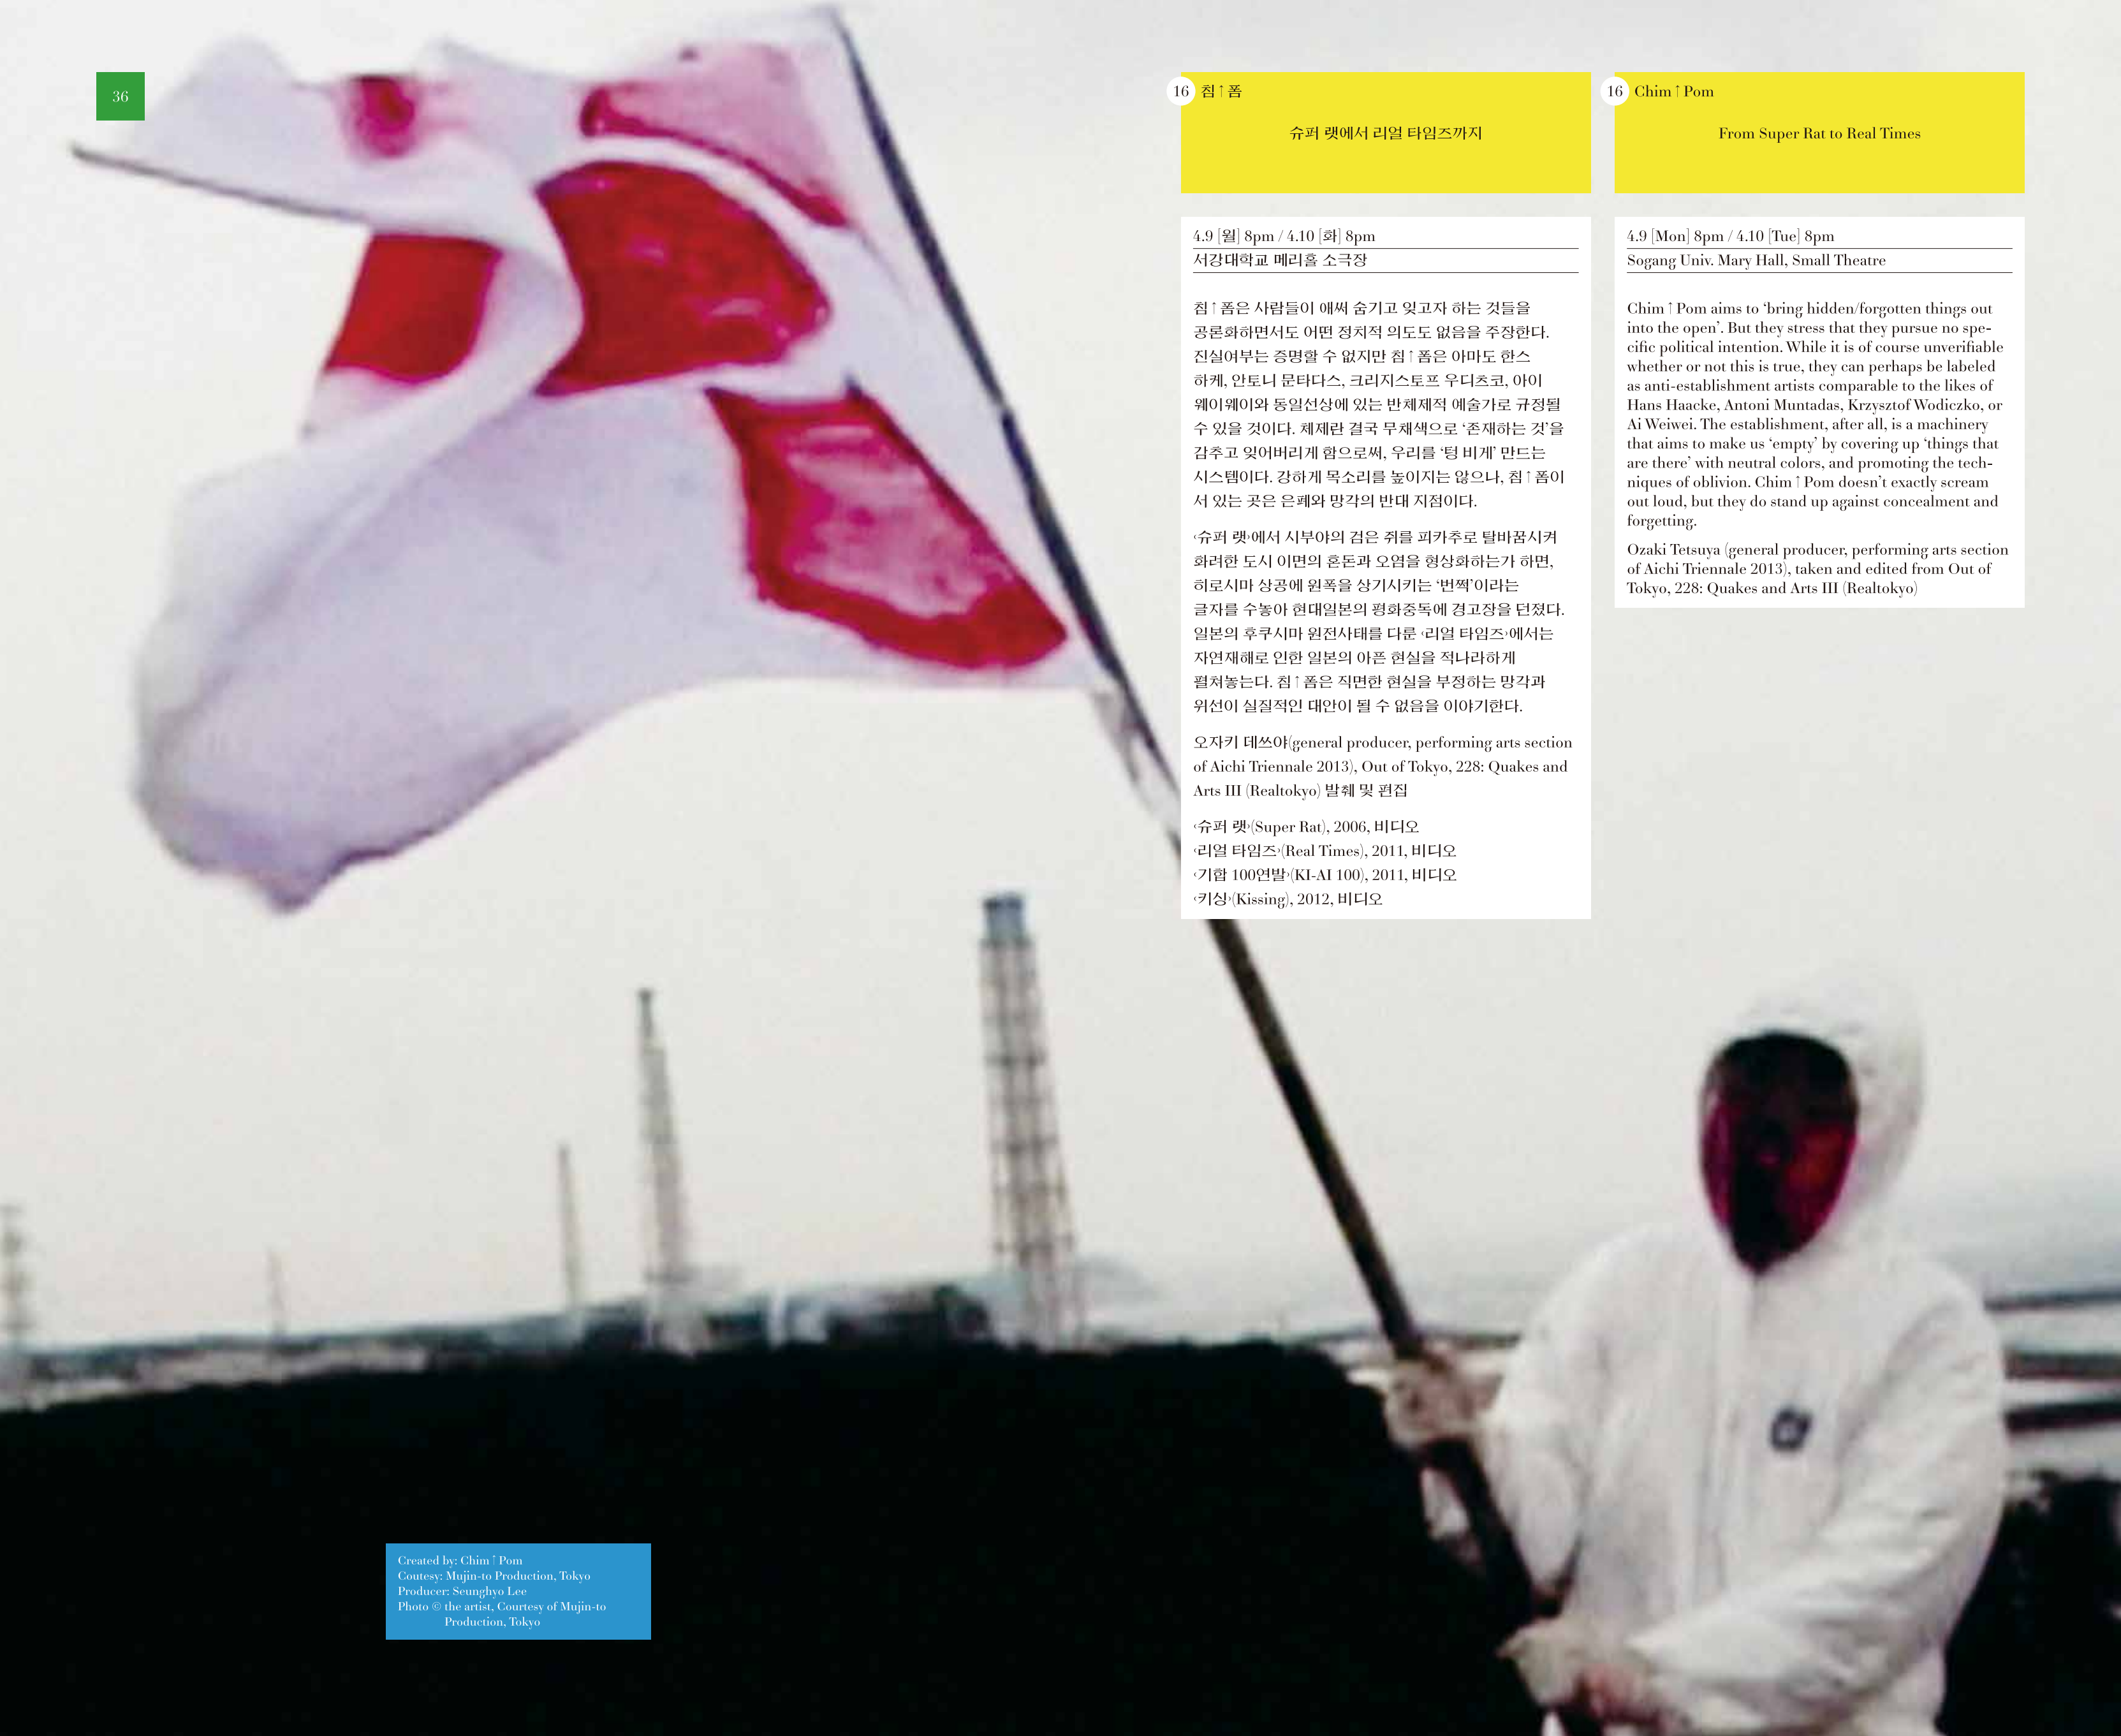 36
16 침↑폼
슈퍼 랫에서 리얼 타임즈까지
4.9 [월] 8pm / 4.10 [화] 8pm
서강대학교 메리홀 소극장
침↑폼은 사람들이 애써 숨기고 잊고자 하는 것들을
공론화하면서도 어떤 정치적 의도도 없음을 주장한다.
진실여부는 증명할 수 없지만 침↑폼은 아마도 한스
하케, 안토니 문타다스, 크리지스토프 우디츠코, 아이
웨이웨이와 동일선상에 있는 반체제적 예술가로 규정될
수 있을 것이다. 체제란 결국 무채색으로 ‘존재하는 것’을
감추고 잊어버리게 함으로써, 우리를 ‘텅 비게’ 만드는
시스템이다. 강하게 목소리를 높이지는 않으나, 침↑폼이
서 있는 곳은 은폐와 망각의 반대 지점이다.
‹슈퍼 랫›에서 시부야의 검은 쥐를 피카추로 탈바꿈시켜
화려한 도시 이면의 혼돈과 오염을 형상화하는가 하면,
히로시마 상공에 원폭을 상기시키는 ‘번쩍’이라는
글자를 수놓아 현대일본의 평화중독에 경고장을 던졌다.
일본의 후쿠시마 원전사태를 다룬 ‹리얼 타임즈›에서는
자연재해로 인한 일본의 아픈 현실을 적나라하게
펼쳐놓는다. 침↑폼은 직면한 현실을 부정하는 망각과
위선이 실질적인 대안이 될 수 없음을 이야기한다.
오자키 데쓰야(general producer, performing arts section
of Aichi Triennale 2013), Out of Tokyo, 228: Quakes and
Arts III (Realtokyo) 발췌 및 편집
‹슈퍼 랫›(Super Rat), 2006, 비디오
‹리얼 타임즈›(Real Times), 2011, 비디오
‹기합 100연발›(KI-AI 100), 2011, 비디오
‹키싱›(Kissing), 2012, 비디오
16 Chim↑Pom
From Super Rat to Real Times
4.9 [Mon] 8pm / 4.10 [Tue] 8pm
Sogang Univ. Mary Hall, Small Theatre
Chim↑Pom aims to ‘bring hidden/forgotten things out
into the open’. But they stress that they pursue no spe-
cific political intention. While it is of course unverifiable
whether or not this is true, they can perhaps be labeled
as anti-establishment artists comparable to the likes of
Hans Haacke, Antoni Muntadas, Krzysztof Wodiczko, or
Ai Weiwei. The establishment, after all, is a machinery
that aims to make us ‘empty’ by covering up ‘things that
are there’ with neutral colors, and promoting the tech-
niques of oblivion. Chim↑Pom doesn’t exactly scream
out loud, but they do stand up against concealment and
forgetting.
Ozaki Tetsuya (general producer, performing arts section
of Aichi Triennale 2013), taken and edited from Out of
Tokyo, 228: Quakes and Arts III (Realtokyo)
Created by: Chim↑Pom
Coutesy: Mujin-to Production, Tokyo
Producer: Seunghyo Lee
Photo © the artist, Courtesy of Mujin-to
Production, Tokyo